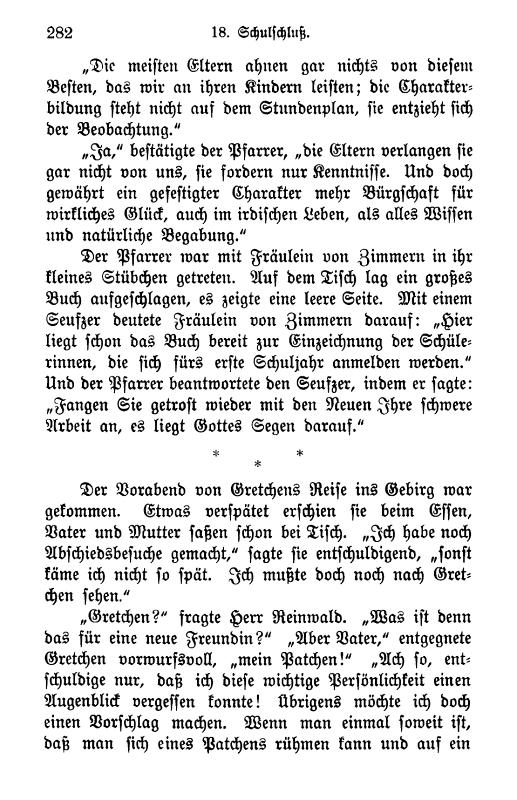 282 18. Schulschluß.
„Die meisten Eltern ahnen gar nichts von diesem
Besten, das wir an ihren Kindern leisten; die Charakter-
bildung steht nicht auf dem Stundenplan, sie entzieht sich
der Beobachtung.“
„Ja,“ bestätigte der Pfarrer, „die Eltern verlangen sie
gar nicht von uns, sie fordern nur Kenntnisse. Und doch
gewährt ein gefestigter Charakter mehr Bürgschaft für
wirkliches Glück, auch im irdischen Leben, als alles Wissen
und natürliche Begabung.“
Der Pfarrer war mit Fräulein von Zimmern in ihr
kleines Stübchen getreten. Auf dem Tisch lag ein großes
Buch aufgeschlagen, es zeigte eine leere Seite. Mit einem
Seufzer deutete Fräulein von Zimmern darauf: „Hier
liegt schon das Buch bereit zur Einzeichnung der Schüle-
rinnen, die sich fürs erste Schuljahr anmelden werden.“
Und der Pfarrer beantwortete den Seufzer, indem er sagte:
„Fangen Sie getrost wieder mit den Neuen Ihre schwere
Arbeit an, es liegt Gottes Segen darauf.“
* * *
Der Vorabend von Gretchens Reise ins Gebirg war
gekommen. Etwas verspätet erschien sie beim Essen,
Vater und Mutter saßen schon bei Tisch. „Ich habe noch
Abschiedsbesuche gemacht,“ sagte sie entschuldigend, „sonst
käme ich nicht so spät. Ich mußte doch noch nach Gret-
chen sehen.“
„Gretchen?“ fragte Herr Reinwald. „Was ist denn
das für eine neue Freundin?“ „Aber Vater,“ entgegnete
Gretchen vorwurfsvoll, „mein Patchen!“ „Ach so, ent-
schuldige nur, daß ich diese wichtige Persönlichkeit einen
Augenblick vergessen konnte! Übrigens möchte ich doch
einen Vorschlag machen. Wenn man einmal soweit ist,
daß man sich eines Patchens rühmen kann und auf ein